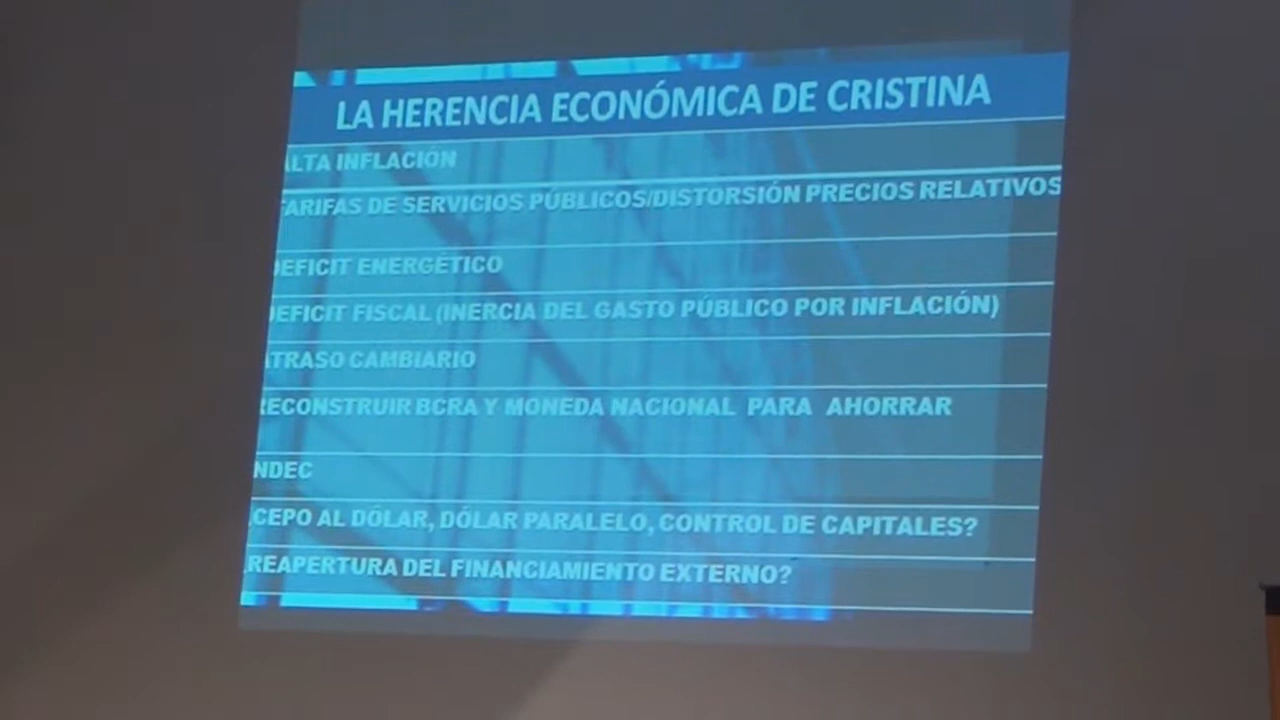 LA HERENCIA ECONÓMICA DE CRISTINA
ALTA INFLACIÓN
TARIFAS DE SERVICIOS PÚBLICOS/DISTORSIÓN PRECIOS RELATIVOS
DEFICIT ENERGÉTICO
DEFICIT FISCAL (INERCIA DEL GASTO PÚBLICO POR INFLACIÓN)
ATRASO CAMBIARIO
RECONSTRUIR BCRA Y MONEDA NACIONAL PARA AHORRAR
NDEC
¿CEPO AL DÓLAR, DÓLAR PARALELO, CONTROL DE CAPITALES?
¿REAPERTURA DEL FINANCIAMIENTO EXTERNO?